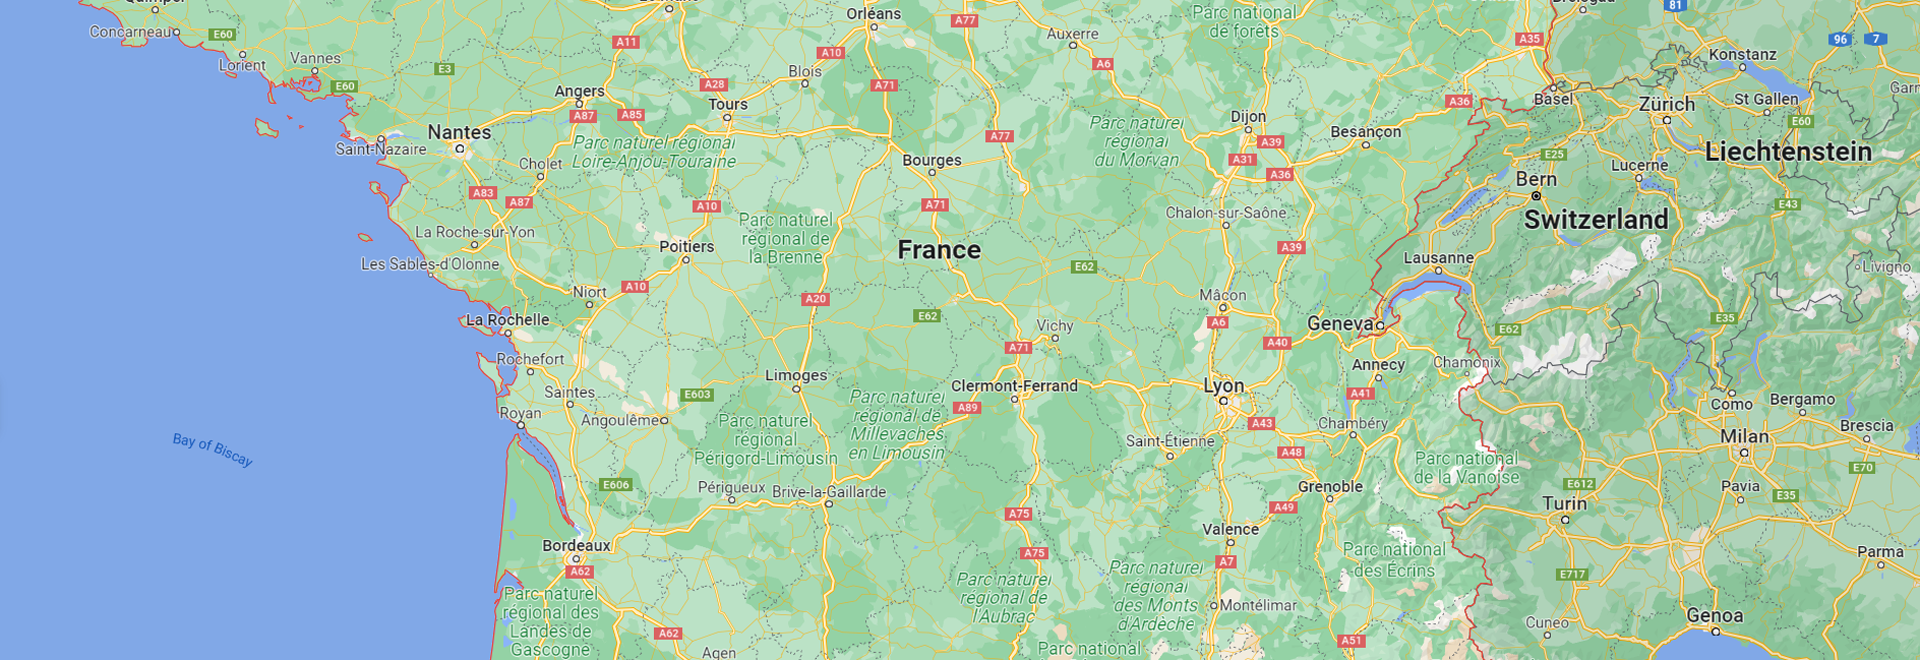 Quimper
Orléans
Parc national
de forêts
81
Concarneau
E60
A11
A77
Auxerre
A35
96
7
Konstanz
Lorient
Vannes
E3
A10
A6
E60
Blois
A28
A71
Basel
Zürich
St Gallen
Angers
Tours
A36
E60
A87
A85
Dijon
Besançon
Nantes
Parc naturel régional
Loire-Anjou-Touraine
A77
Parc naturel
régional
du Morvan
A39
Saint-Nazaire
Cholet
Bourges
A31
A36
E25
Lucerne
Liechtenstein
Bern
A83
A87
A10
A71
Chalon-sur-Saône
Switzerland
E43
La Roche-sur-Yon
Parc naturel
régional de
la Brenne
Poitiers
France
A39
Lausanne
Les Sables-d'Olonne
E62
Livigno
Niort
A10
A20
Mâcon
La Rochelle
E62
Vichy
A6
Geneva
E62
E35
A71
A40
Rochefort
Limoges
Clermont-Ferrand
Lyon
Annecy
Chamonix
Saintes
E603
Parc naturel
régional de
Millevaches
en Limousin
A89
A41
Como
Bergamo
Royan
Angoulême
Parc naturel
régional
Périgord-Limousin
A43
Chambéry
Brescia
Bay of Biscay
Saint-Étienne
A48
Milan
Parc national
de la Vanoise
E70
E606
Périgueux
Brive-la-Gaillarde
Grenoble
E612
Pavia
E35
A75
A49
Turin
Bordeaux
Valence
A62
A75
A7
Parc national
des Écrins
E717
Parma
Parc naturel
régional des
Landes de
Gascogne
Parc naturel
régional de
l'Aubrac
Parc naturel
régional
des Monts
d'Ardèche
Montélimar
Genoa
A62
A51
Cuneo
Agen
Parc national